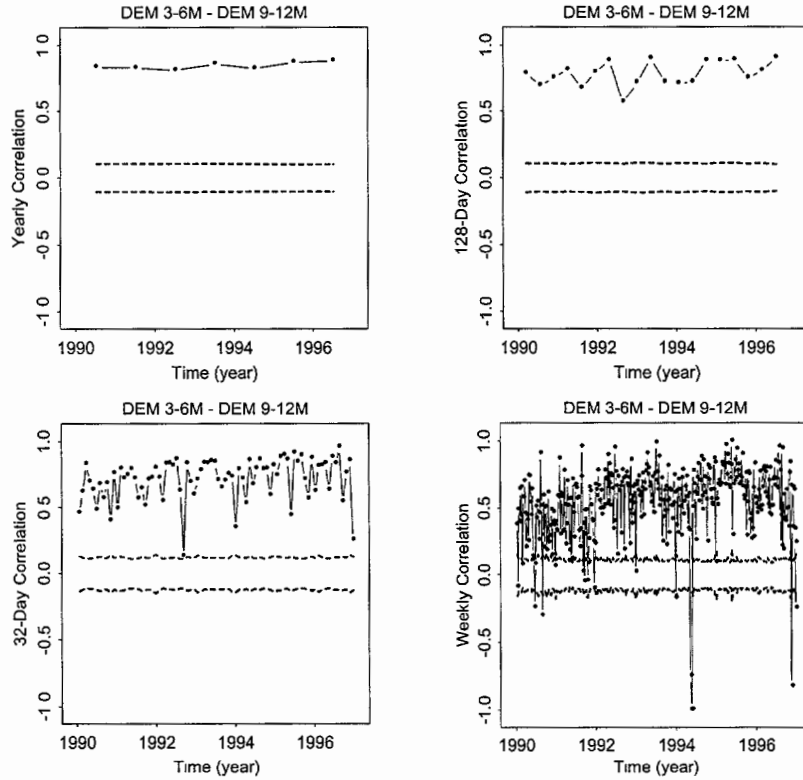 DEM 3-6M - DEM 9-12M
Yearly Correlation
1.0
0.5
0.0
-0.5
-1.0
1990 1992 1994 1996
Time (year)
DEM 3-6M - DEM 9-12M
128-Day Correlation
1.0
0.5
0.0
-0.5
-1.0
1990 1992 1994 1996
Time (year)
DEM 3-6M - DEM 9-12M
32-Day Correlation
1.0
0.5
0.0
-0.5
-1.0
1990 1992 1994 1996
Time (year)
DEM 3-6M - DEM 9-12M
Weekly Correlation
1.0
0.5
0.0
-0.5
-1.0
1990 1992 1994 1996
Time (year)